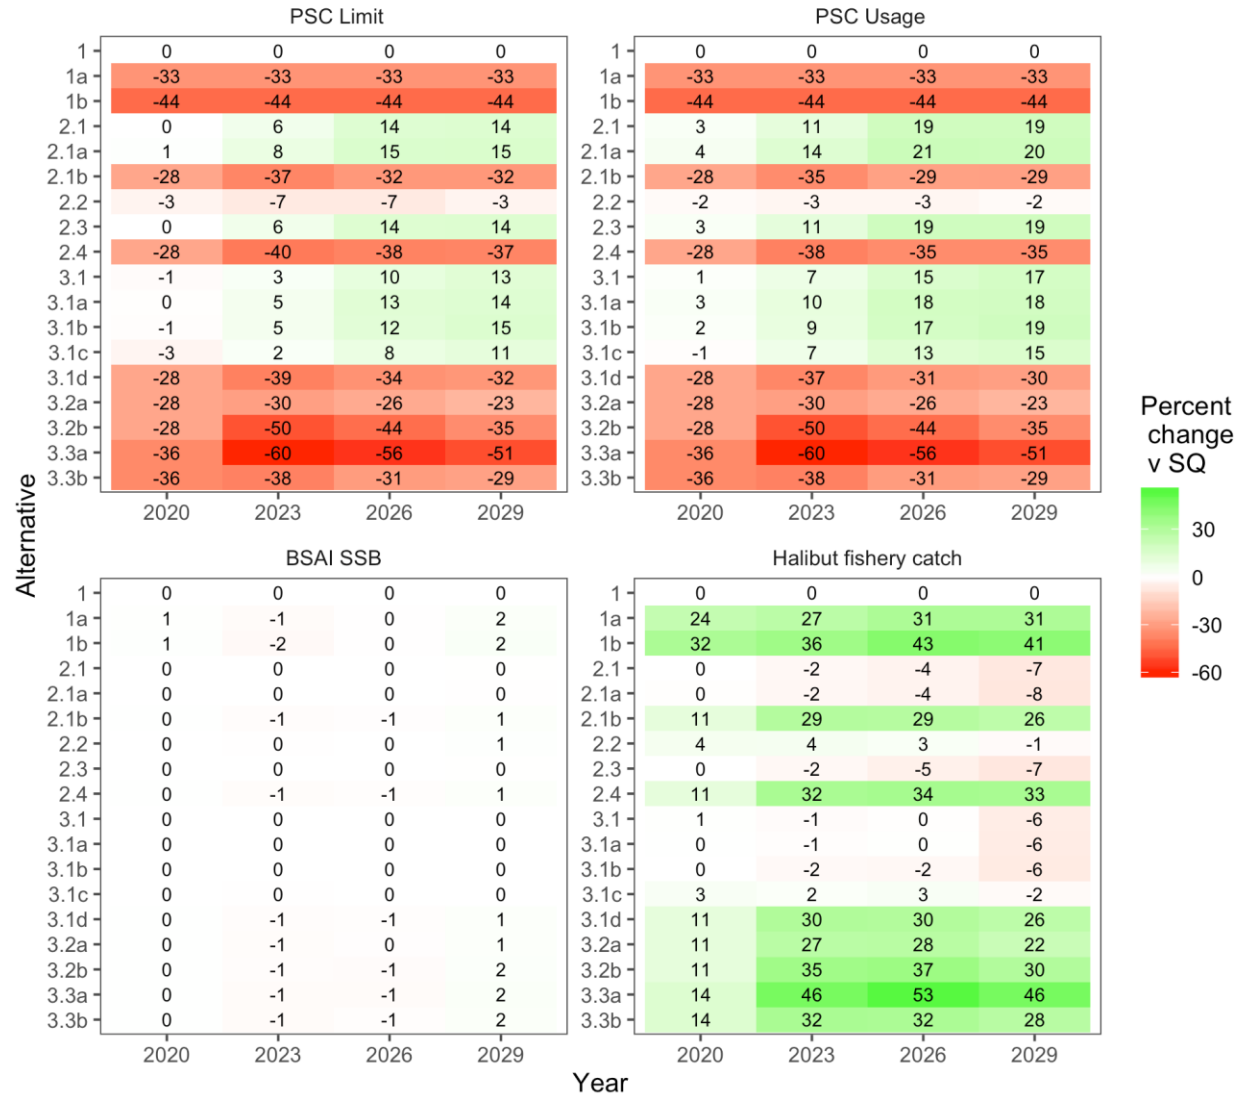 PSC Limit
PSC Usage
1 0 0 0 0
1a -33 -33 -33 -33
1b -44 -44 -44 -44
2.1 0 6 14 14
2.1a 1 8 15 15
2.1b -28 -37 -32 -32
2.2 -3 -7 -7 -3
2.3 0 6 14 14
2.4 -28 -40 -38 -37
3.1 -1 3 10 13
3.1a 0 5 13 14
3.1b -1 5 12 15
3.1c -3 2 8 11
3.1d -28 -39 -34 -32
3.2a -28 -30 -26 -23
3.2b -28 -50 -44 -35
3.3a -36 -60 -56 -51
3.3b -36 -38 -31 -29
2020 2023 2026 2029
1 0 0 0 0
1a -33 -33 -33 -33
1b -44 -44 -44 -44
2.1 3 11 19 19
2.1a 4 14 21 20
2.1b -28 -35 -29 -29
2.2 -2 -3 -3 -2
2.3 3 11 19 19
2.4 -28 -38 -35 -35
3.1 1 7 15 17
3.1a 3 10 18 18
3.1b 2 9 17 19
3.1c -1 7 13 15
3.1d -28 -37 -31 -30
3.2a -28 -30 -26 -23
3.2b -28 -50 -44 -35
3.3a -36 -60 -56 -51
3.3b -36 -38 -31 -29
2020 2023 2026 2029
BSAI SSB
Halibut fishery catch
1 0 0 0 0
1a 1 -1 0 2
1b 1 -2 0 2
2.1 0 0 0 0
2.1a 0 0 0 0
2.1b 0 -1 -1 1
2.2 0 0 0 1
2.3 0 0 0 0
2.4 0 -1 -1 1
3.1 0 0 0 0
3.1a 0 0 0 0
3.1b 0 0 0 0
3.1c 0 0 0 0
3.1d 0 -1 -1 1
3.2a 0 -1 0 1
3.2b 0 -1 -1 2
3.3a 0 -1 -1 2
3.3b 0 -1 -1 2
2020 2023 2026 2029
1 0 0 0 0
1a 24 27 31 31
1b 32 36 43 41
2.1 0 -2 -4 -7
2.1a 0 -2 -4 -8
2.1b 11 29 29 26
2.2 4 4 3 -1
2.3 0 -2 -5 -7
2.4 11 32 34 33
3.1 1 -1 0 -6
3.1a 0 -1 0 -6
3.1b 0 -2 -2 -6
3.1c 3 2 3 -2
3.1d 11 30 30 26
3.2a 11 27 28 22
3.2b 11 35 37 30
3.3a 14 46 53 46
3.3b 14 32 32 28
2020 2023 2026 2029
Alternative
Year
Percent
change
v SQ
30
0
-30
-60